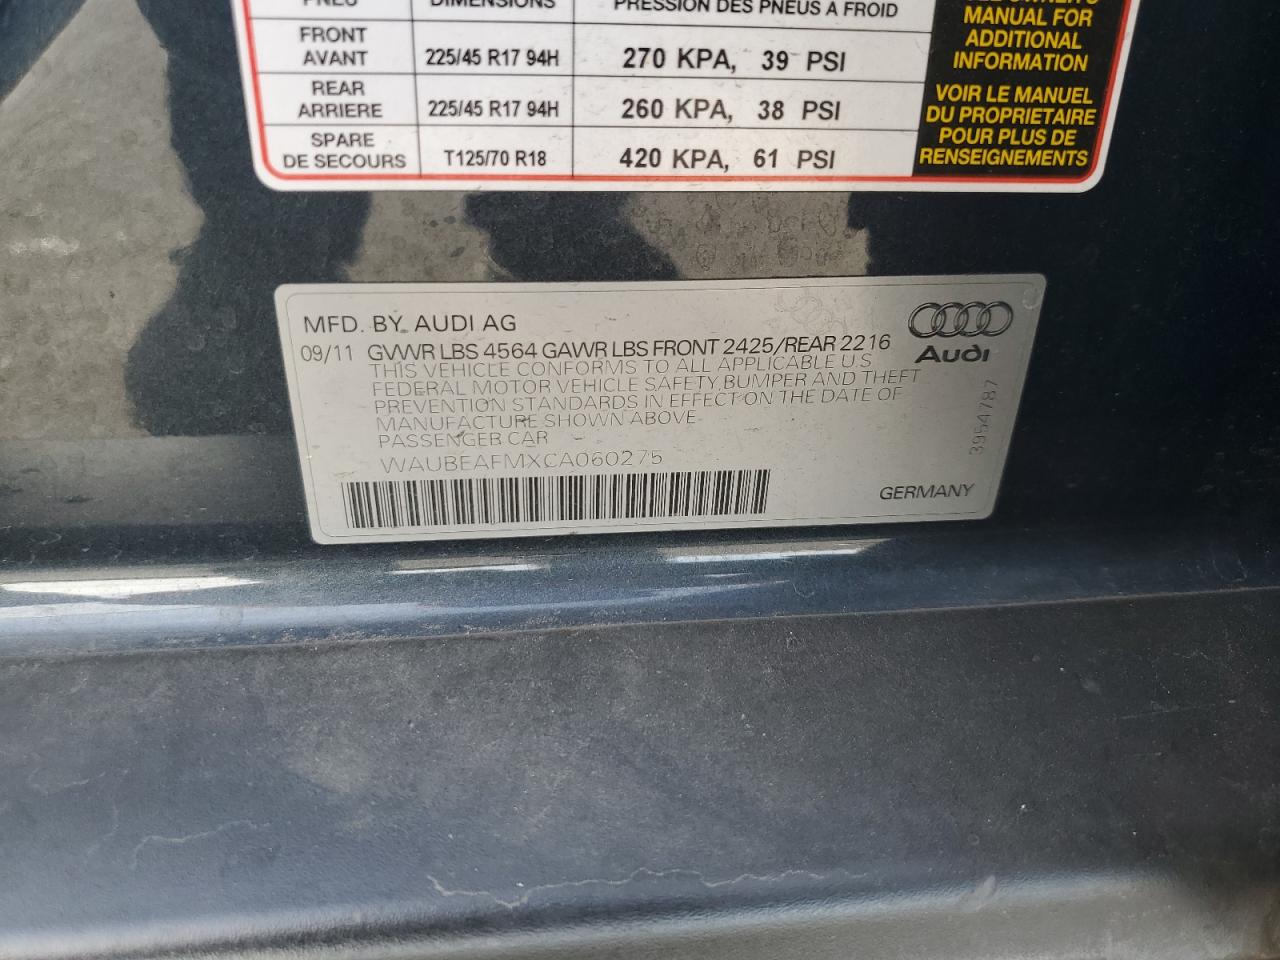 PNEU DIMENSIONS PRESSION DES PNEUS A FROID
FRONT
AVANT 225/45 R17 94H 270 KPA, 39 PSI
REAR
ARRIERE 225/45 R17 94H 260 KPA, 38 PSI
SPARE
DE SECOURS T125/70 R18 420 KPA, 61 PSI
OWNER'S
MANUAL FOR
ADDITIONAL
INFORMATION
VOIR LE MANUEL
DU PROPRIETAIRE
POUR PLUS DE
RENSEIGNEMENTS
MFD. BY. AUDI AG
09/11 GVWR LBS 4564 GAWR LBS FRONT 2425/REAR 2216
THIS VEHICLE CONFORMS TO ALL APPLICABLE U.S
FEDERAL MOTOR VEHICLE SAFETY,BUMPER AND THEFT
PREVENTION STANDARDS IN EFFECT ON THE DATE OF
MANUFACTURE SHOWN ABOVE
PASSENGER CAR
WAUBEAFMXCA060275
Audi
3954787
GERMANY